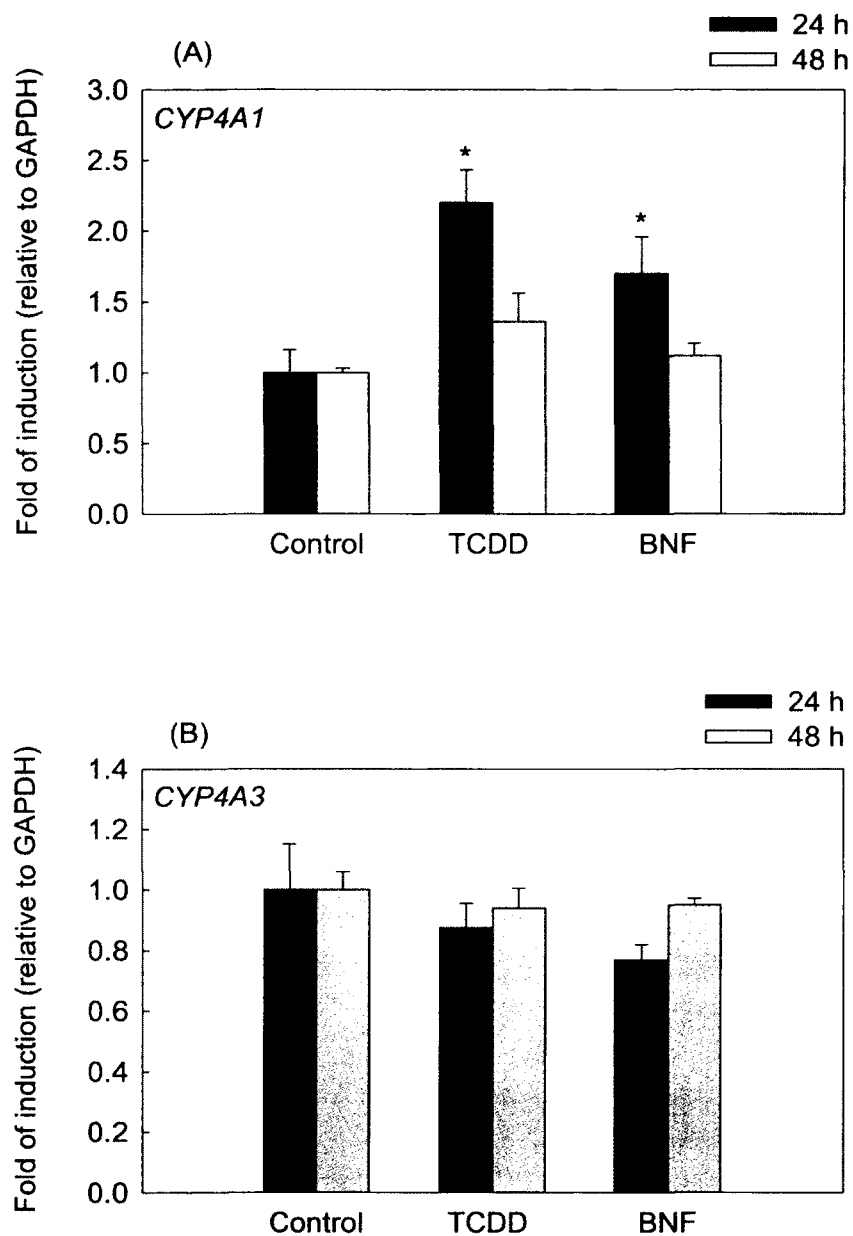 (A)
24 h
48 h
Fold of induction (relative to GAPDH)
3.0
2.5
2.0
1.5
1.0
0.5
0.0
CYP4A1
*
*
Control TCDD BNF
(B)
24 h
48 h
Fold of induction (relative to GAPDH)
1.4
1.2
1.0
0.8
0.6
0.4
0.2
0.0
CYP4A3
Control TCDD BNF